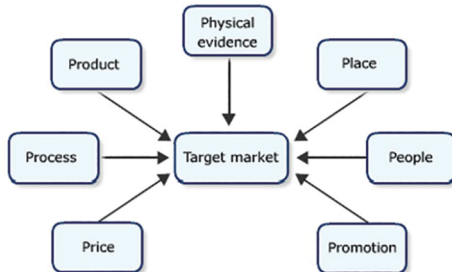 Physical
evidence
Product
Place
Process
Target market
People
Price
Promotion